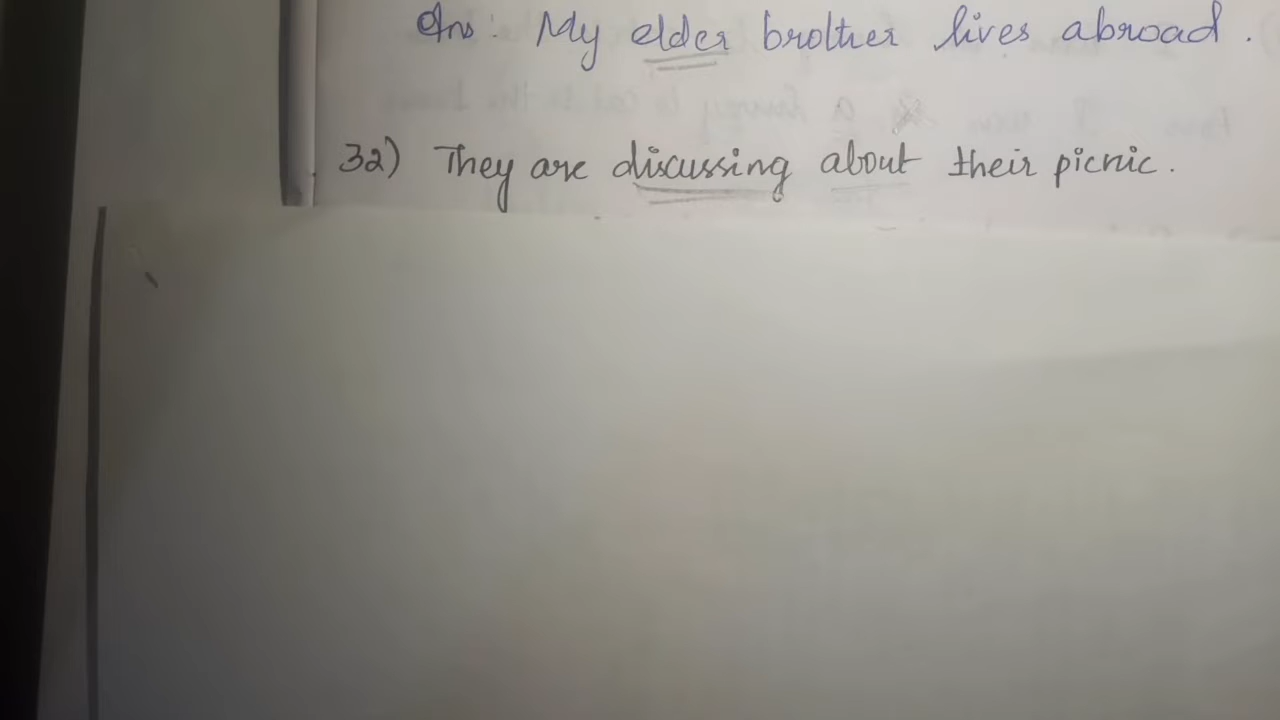 Ans: My elder brother lives abroad.
32) They are discussing about their picnic.